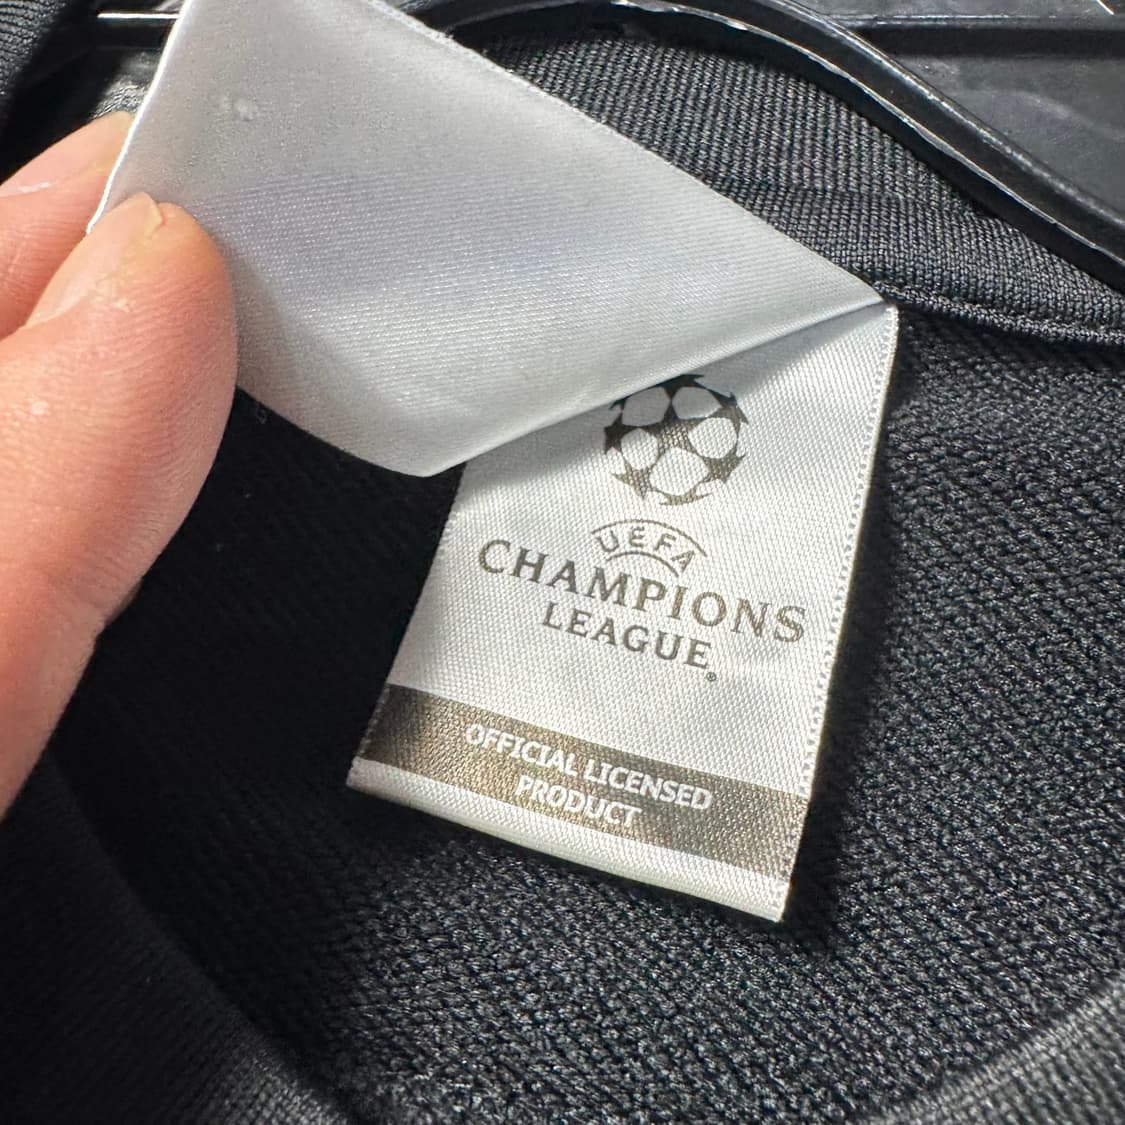 UEFA
CHAMPIONS
LEAGUE®
OFFICIAL LICENSED
PRODUCT